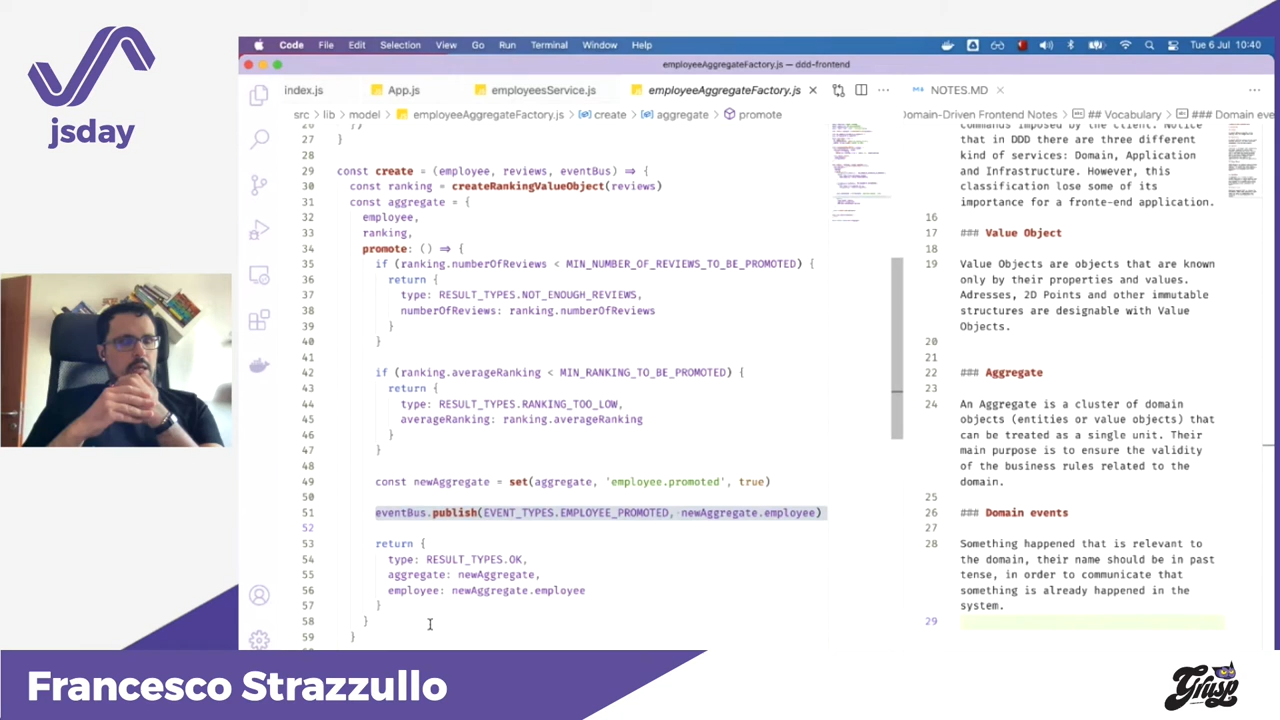 jsday
Code File Edit Selection View Go Run Terminal Window Help
Tue 6 Jul 10:40
employeeAggregateFactory.js — ddd-frontend
index.js
App.js
employeesService.js
employeeAggregateFactory.js
NOTES.MD
src > lib > model > employeeAggregateFactory.js > create > aggregate > promote
Domain-Driven Frontend Notes > ## Vocabulary > ### Domain eve
27 }
28
29 const create = (employee, reviews, eventBus) => {
30 const ranking = createRankingValueObject(reviews)
31 const aggregate = {
32 employee,
33 ranking,
34 promote: () => {
35 if (ranking.numberOfReviews < MIN_NUMBER_OF_REVIEWS_TO_BE_PROMOTED) {
36 return {
37 type: RESULT_TYPES.NOT_ENOUGH_REVIEWS,
38 numberOfReviews: ranking.numberOfReviews
39 }
40 }
41
42 if (ranking.averageRanking < MIN_RANKING_TO_BE_PROMOTED) {
43 return {
44 type: RESULT_TYPES.RANKING_TOO_LOW,
45 averageRanking: ranking.averageRanking
46 }
47 }
48
49 const newAggregate = set(aggregate, 'employee.promoted', true)
50
51 eventBus.publish(EVENT_TYPES.EMPLOYEE_PROMOTED, newAggregate.employee)
52
53 return {
54 type: RESULT_TYPES.OK,
55 aggregate: newAggregate,
56 employee: newAggregate.employee
57 }
58 }
59 }
commands imposed by the client. Notice
that in DDD there are three different
kind of services: Domain, Application
and Infrastructure. However, this
classification lose some of its
importance for a fronte-end application.
16
17 ### Value Object
18
19 Value Objects are objects that are known
only by their properties and values.
Adresses, 2D Points and other immutable
structures are designable with Value
Objects.
20
21
22 ### Aggregate
23
24 An Aggregate is a cluster of domain
objects (entities or value objects) that
can be treated as a single unit. Their
main purpose is to ensure the validity
of the business rules related to the
domain.
25
26 ### Domain events
27
28 Something happened that is relevant to
the domain, their name should be in past
tense, in order to communicate that
something is already happened in the
system.
29
Francesco Strazzullo
Grusp